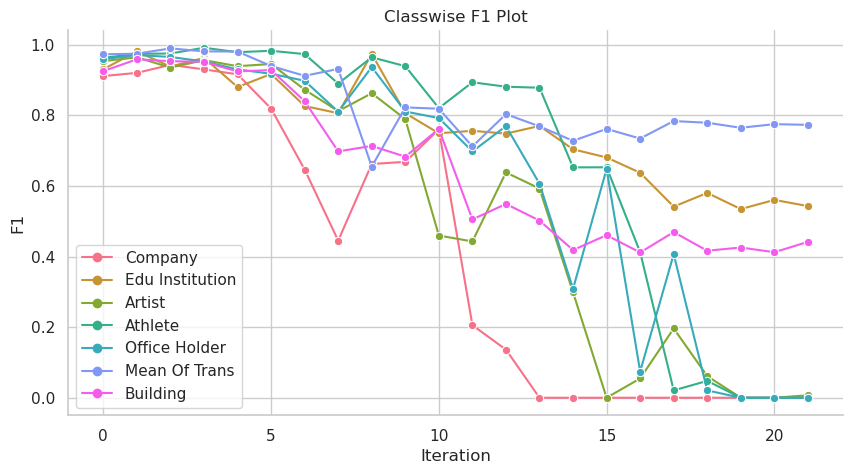 Classwise F1 Plot
1.0
0.8
0.6
0.4
0.2
0.0
F1
Company
Edu Institution
Artist
Athlete
Office Holder
Mean Of Trans
Building
0 5 10 15 20
Iteration